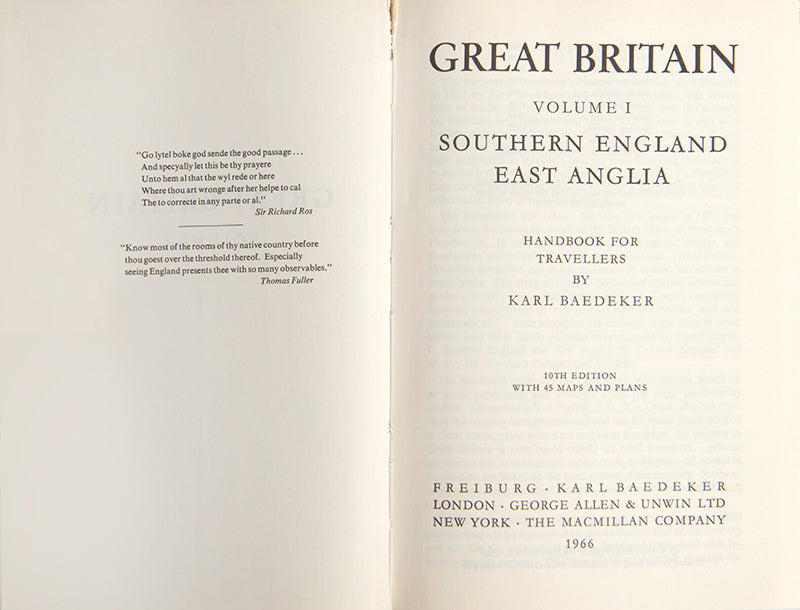 “Go lytel boke god sende the good passage . . .
And specyally let this be thy prayere
Unto hem al that the wyl rede or here
Where thou art wronge after her helpe to cal
The to correcte in any parte or al.”
Sir Richard Ros
“Know most of the rooms of thy native country before
thou goest over the threshold thereof. Especially
seeing England presents thee with so many observables.”
Thomas Fuller
GREAT BRITAIN
VOLUME I
SOUTHERN ENGLAND
EAST ANGLIA
HANDBOOK FOR
TRAVELLERS
BY
KARL BAEDEKER
10TH EDITION
WITH 45 MAPS AND PLANS
FREIBURG · KARL BAEDEKER
LONDON · GEORGE ALLEN & UNWIN LTD
NEW YORK · THE MACMILLAN COMPANY
1966